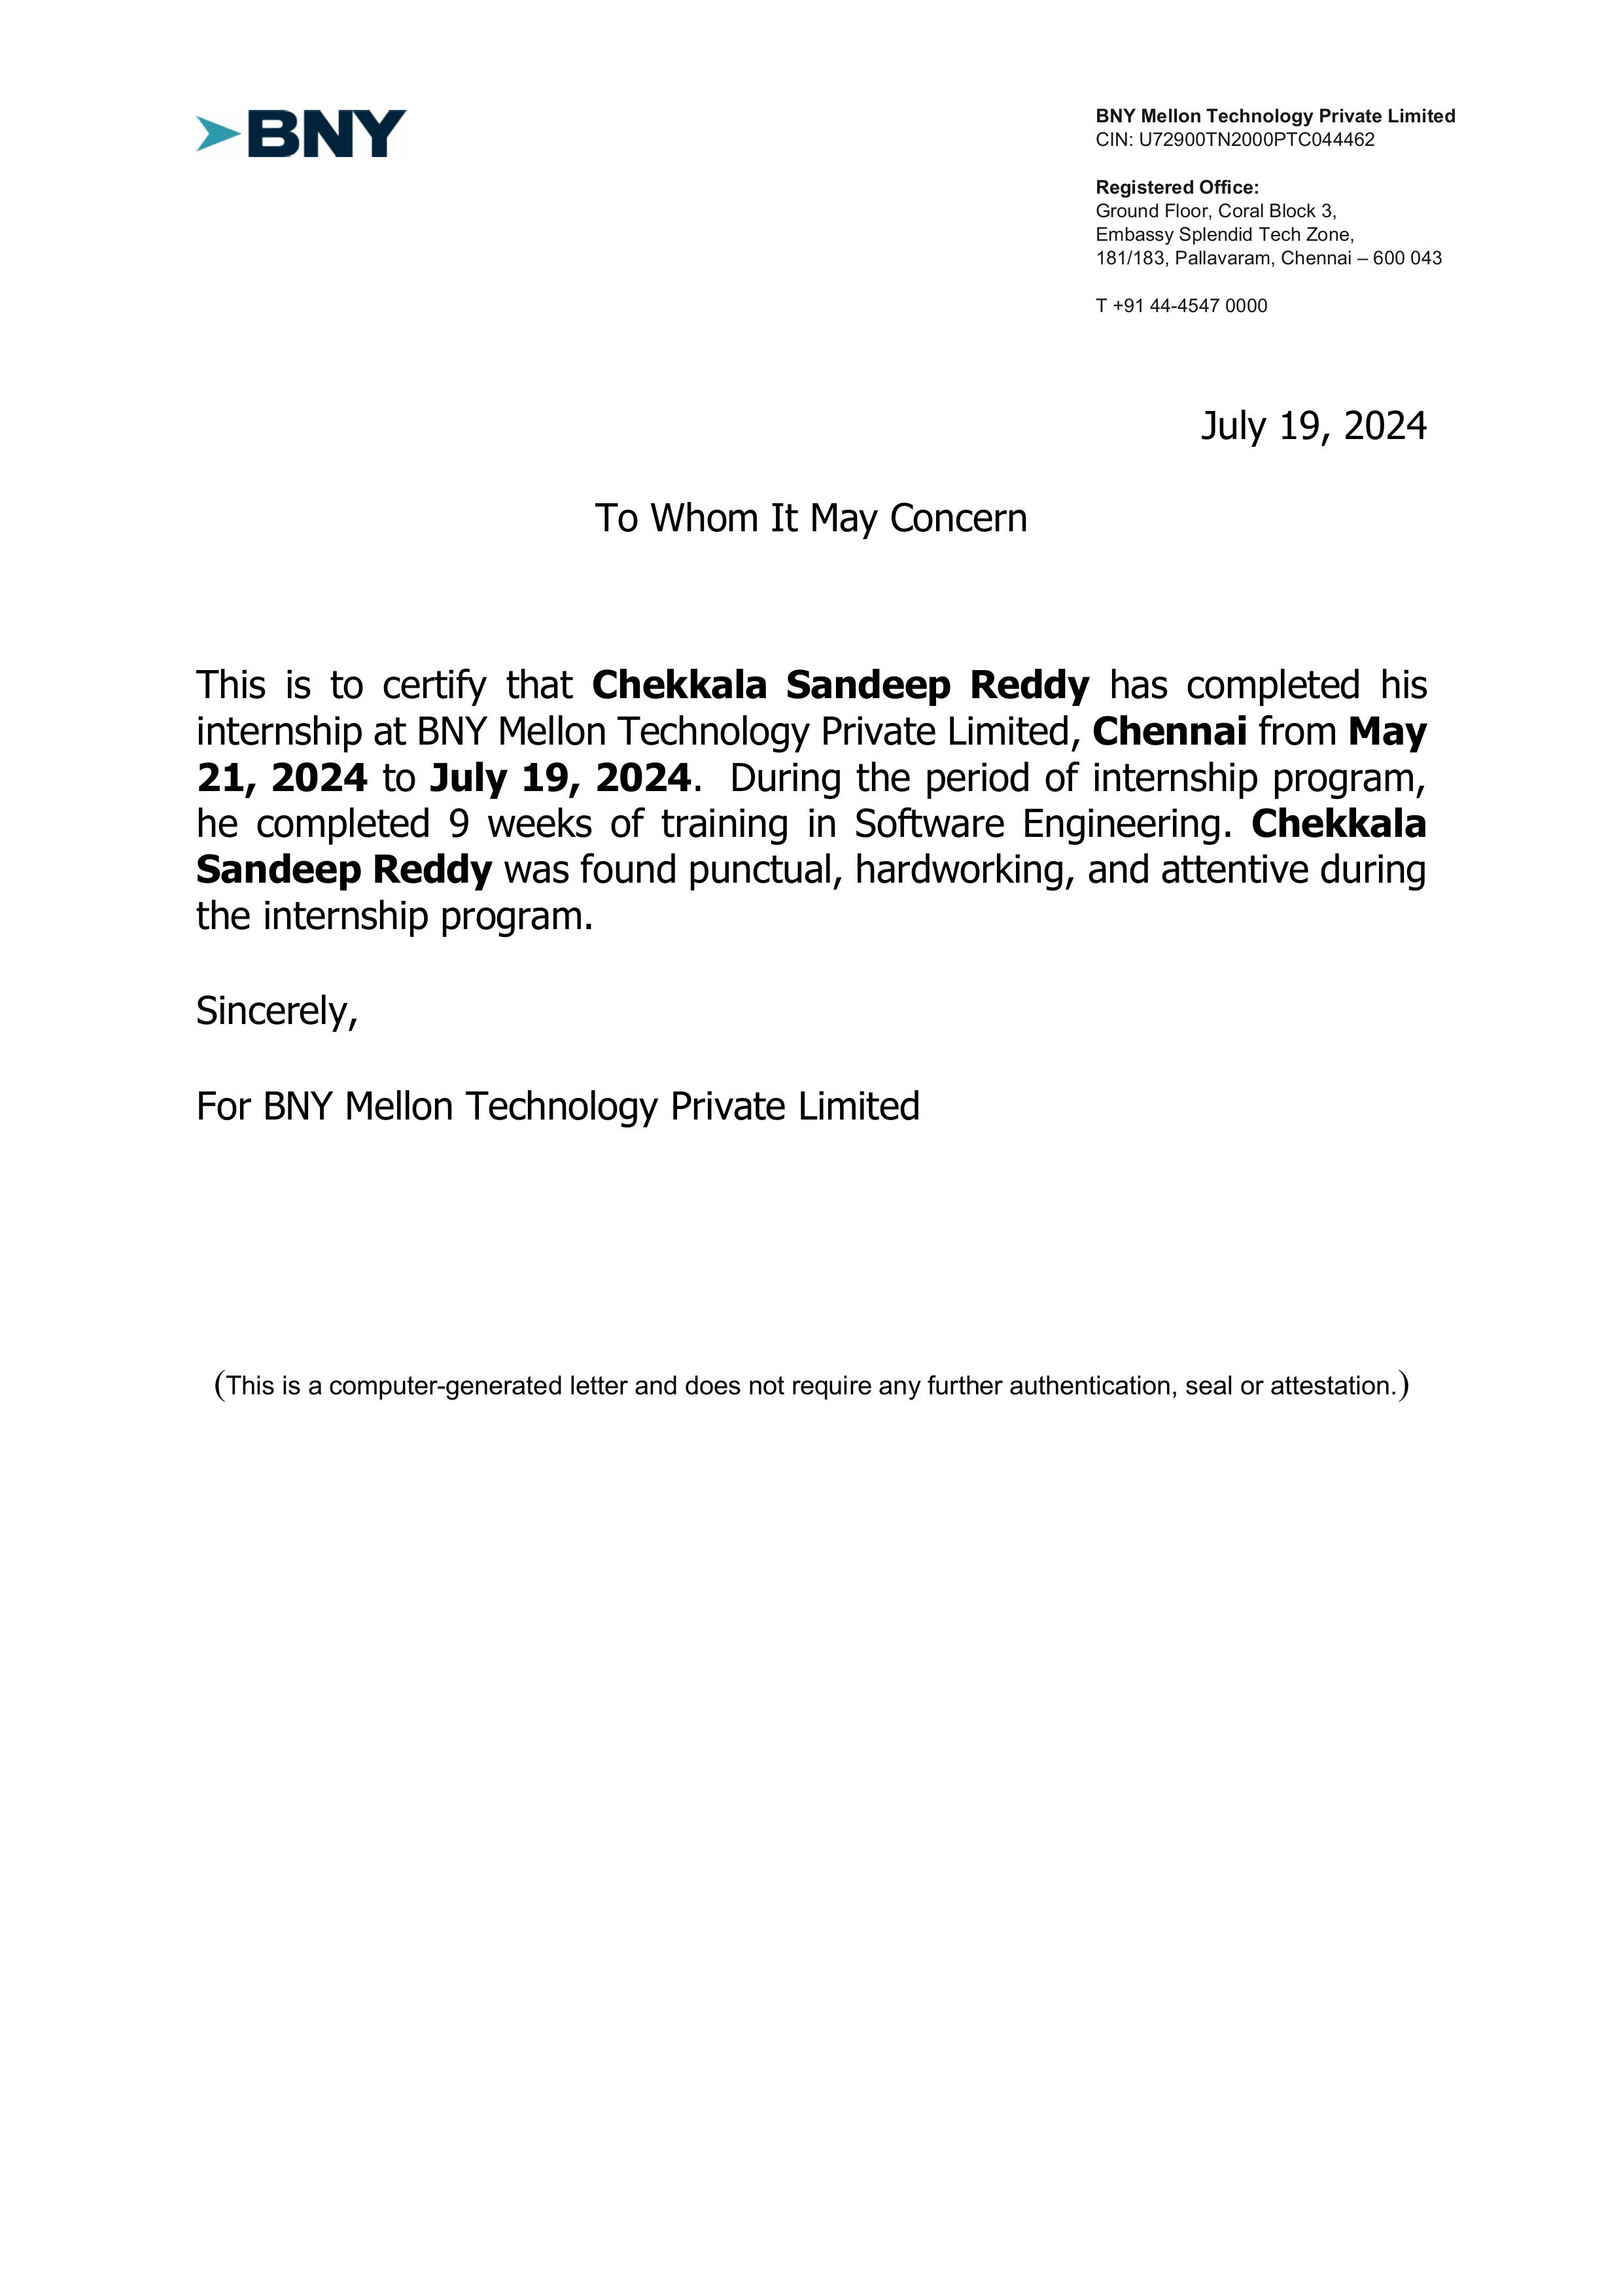 BNY
BNY Mellon Technology Private Limited
CIN: U72900TN2000PTC044462
Registered Office:
Ground Floor, Coral Block 3,
Embassy Splendid Tech Zone,
181/183, Pallavaram, Chennai – 600 043
T +91 44-4547 0000
July 19, 2024
To Whom It May Concern
This is to certify that Chekkala Sandeep Reddy has completed his
internship at BNY Mellon Technology Private Limited, Chennai from May
21, 2024 to July 19, 2024.  During the period of internship program,
he completed 9 weeks of training in Software Engineering. Chekkala
Sandeep Reddy was found punctual, hardworking, and attentive during
the internship program.
Sincerely,
For BNY Mellon Technology Private Limited
(This is a computer-generated letter and does not require any further authentication, seal or attestation.)